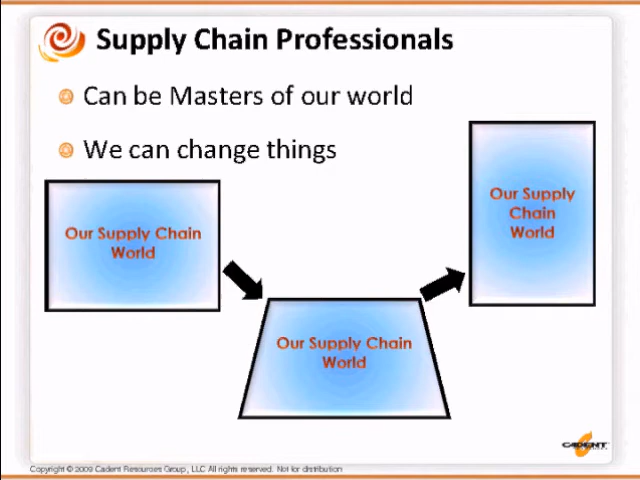 Supply Chain Professionals
Can be Masters of our world
We can change things
Our Supply Chain
World
Our Supply Chain
World
Our Supply
Chain
World
CADENT
Copyright © 2009 Cadent Resources Group, LLC All rights reserved. Not for distribution